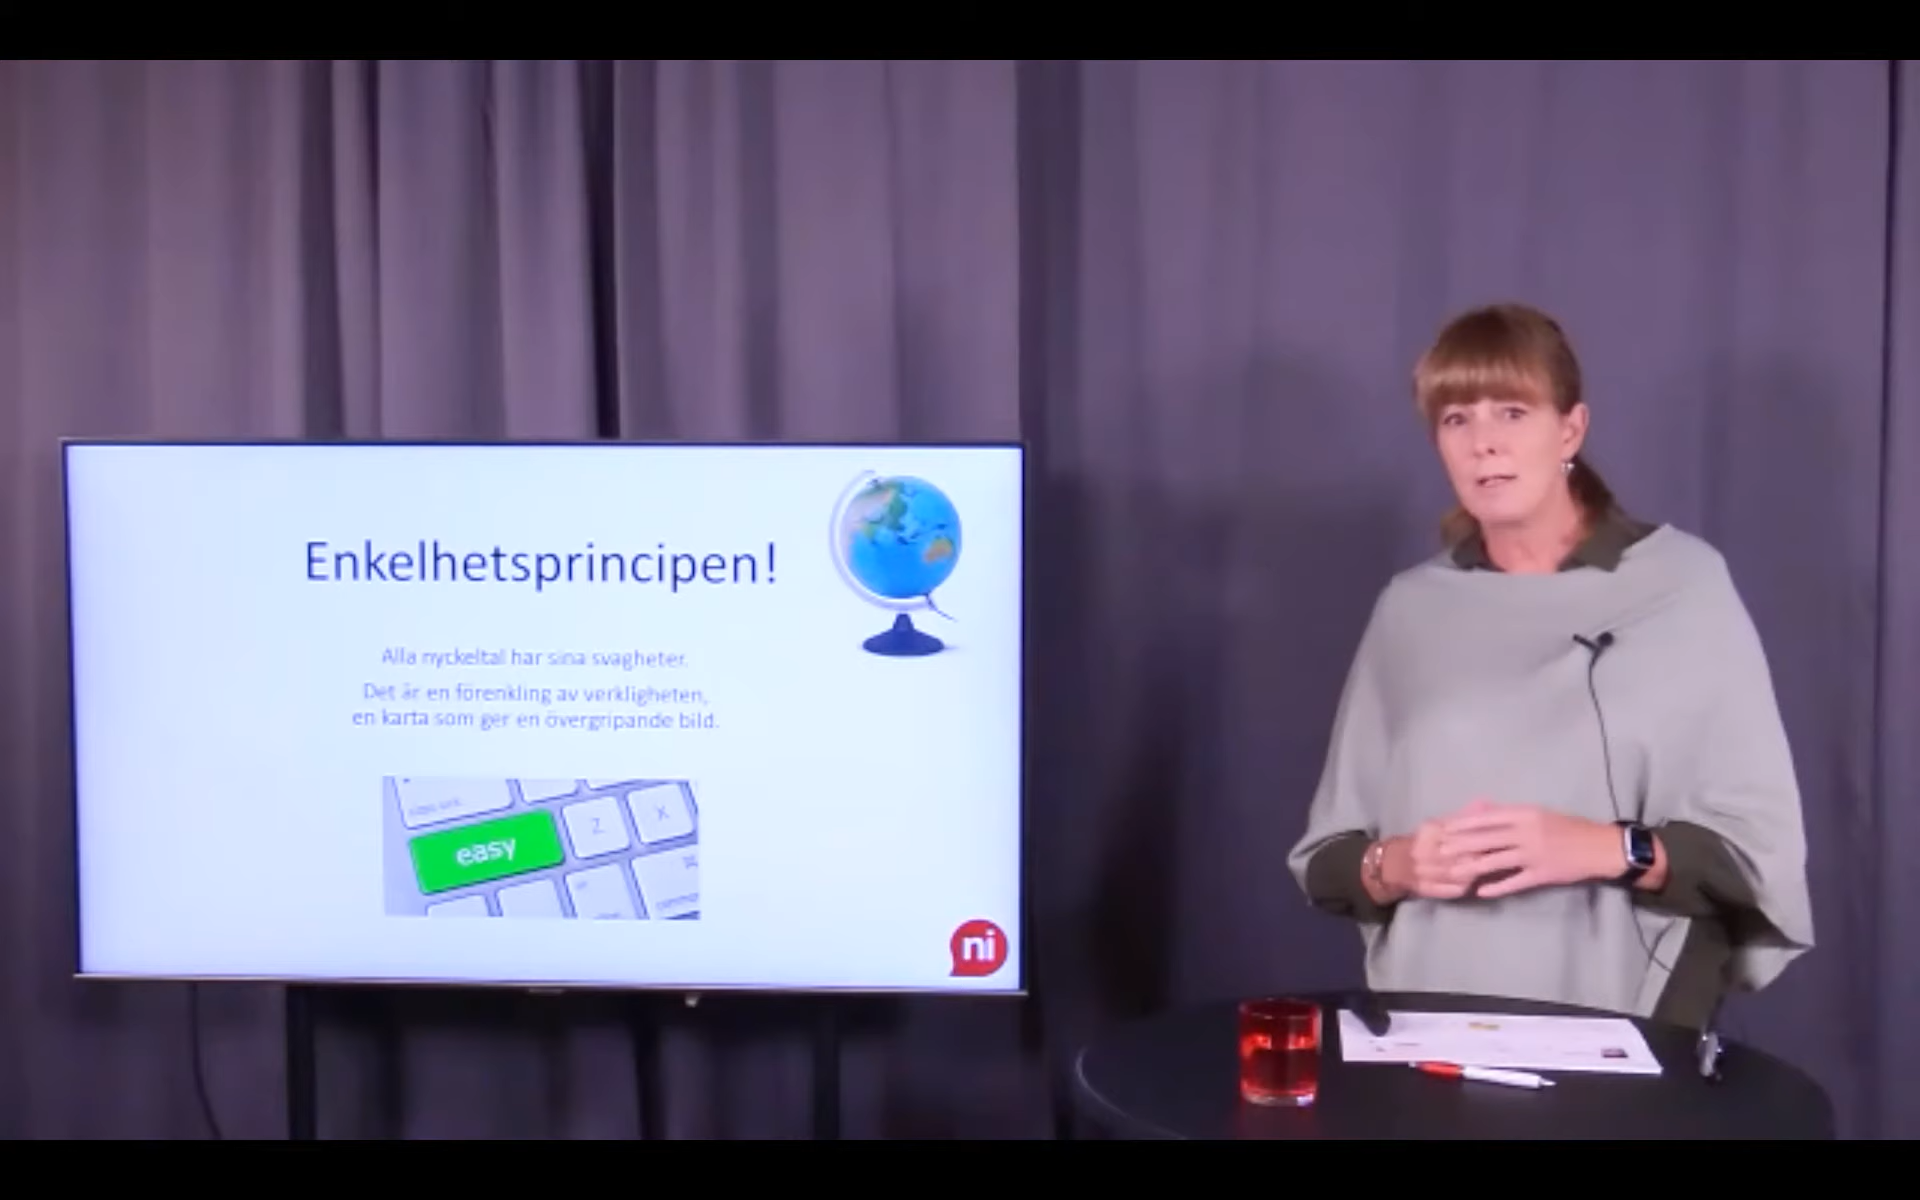 Enkelhetsprincipen!
Alla nyckeltal har sina svagheter.
Det är en förenkling av verkligheten,
en karta som ger en övergripande bild.
easy
Z
X
ni